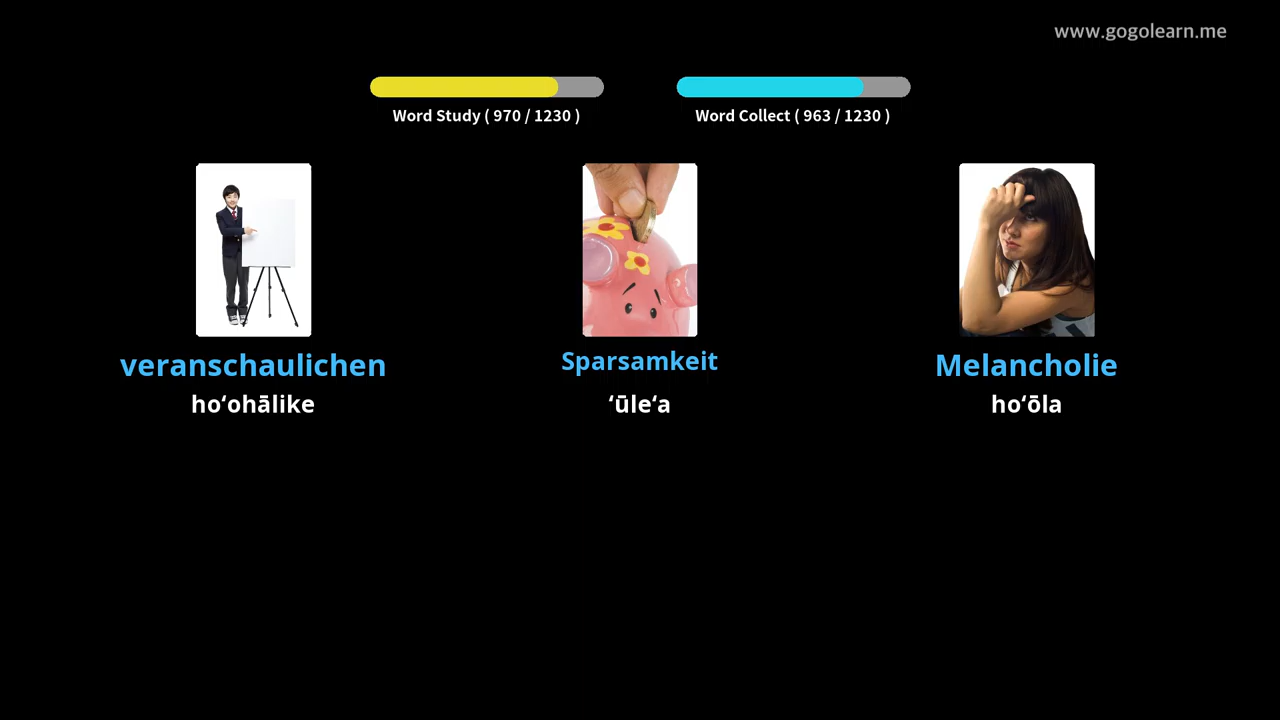 www.gogolearn.me
Word Study ( 970 / 1230 )
Word Collect ( 963 / 1230 )
veranschaulichen
Sparsamkeit
Melancholie
hoʻohālike
ʻūleʻa
hoʻōla